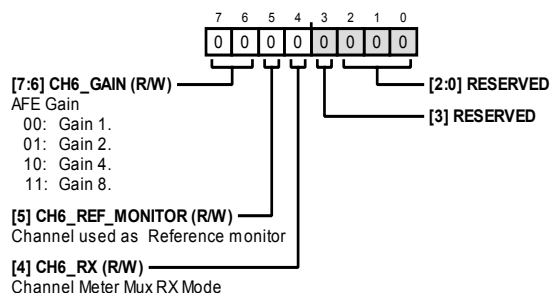 7 6 5 4 3 2 1 0
0 0 0 0 0 0 0 0
[7:6] CH6_GAIN (R/W)
AFE Gain
00: Gain 1.
01: Gain 2.
10: Gain 4.
11: Gain 8.
[5] CH6_REF_MONITOR (R/W)
Channel used as Reference monitor
[4] CH6_RX (R/W)
Channel Meter Mux RX Mode
[2:0] RESERVED
[3] RESERVED